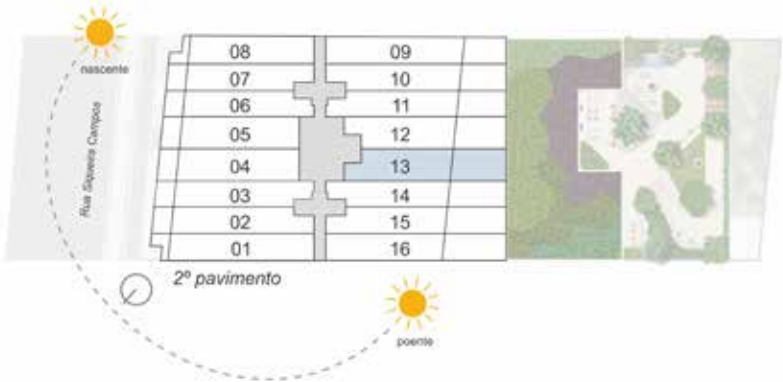 nascente
Rua Siqueira Campos
08 09
07 10
06 11
05 12
04 13
03 14
02 15
01 16
2º pavimento
poente